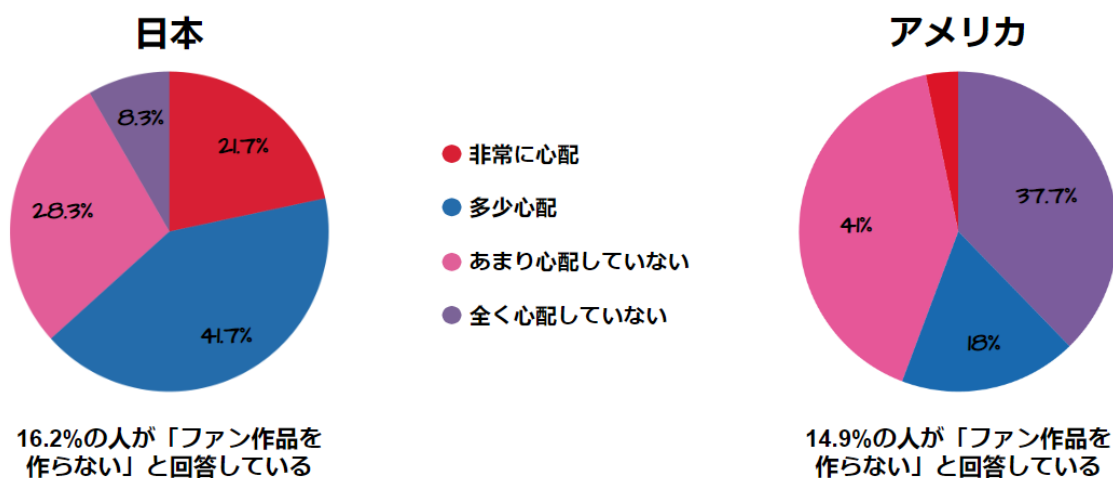 日本
8.3%
21.7%
28.3%
41.7%
16.2%の人が「ファン作品を
作らない」と回答している
非常に心配
多少心配
あまり心配していない
全く心配していない
アメリカ
37.7%
41%
18%
14.9%の人が「ファン作品を
作らない」と回答している